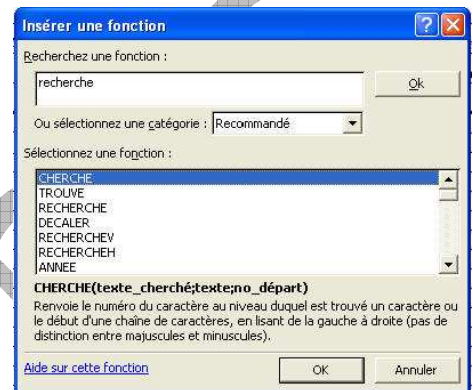 Insérer une fonction
Recherchez une fonction :
recherche
Ok
Ou sélectionnez une catégorie : Recommandé
Sélectionnez une fonction :
CHERCHE
TROUVE
RECHERCHE
DECALER
RECHERCHEV
RECHERCHEH
ANNEE
CHERCHE(texte_cherché;texte;no_départ)
Renvoie le numéro du caractère au niveau duquel est trouvé un caractère ou
le début d'une chaîne de caractères, en lisant de la gauche à droite (pas de
distinction entre majuscules et minuscules).
Aide sur cette fonction
OK
Annuler